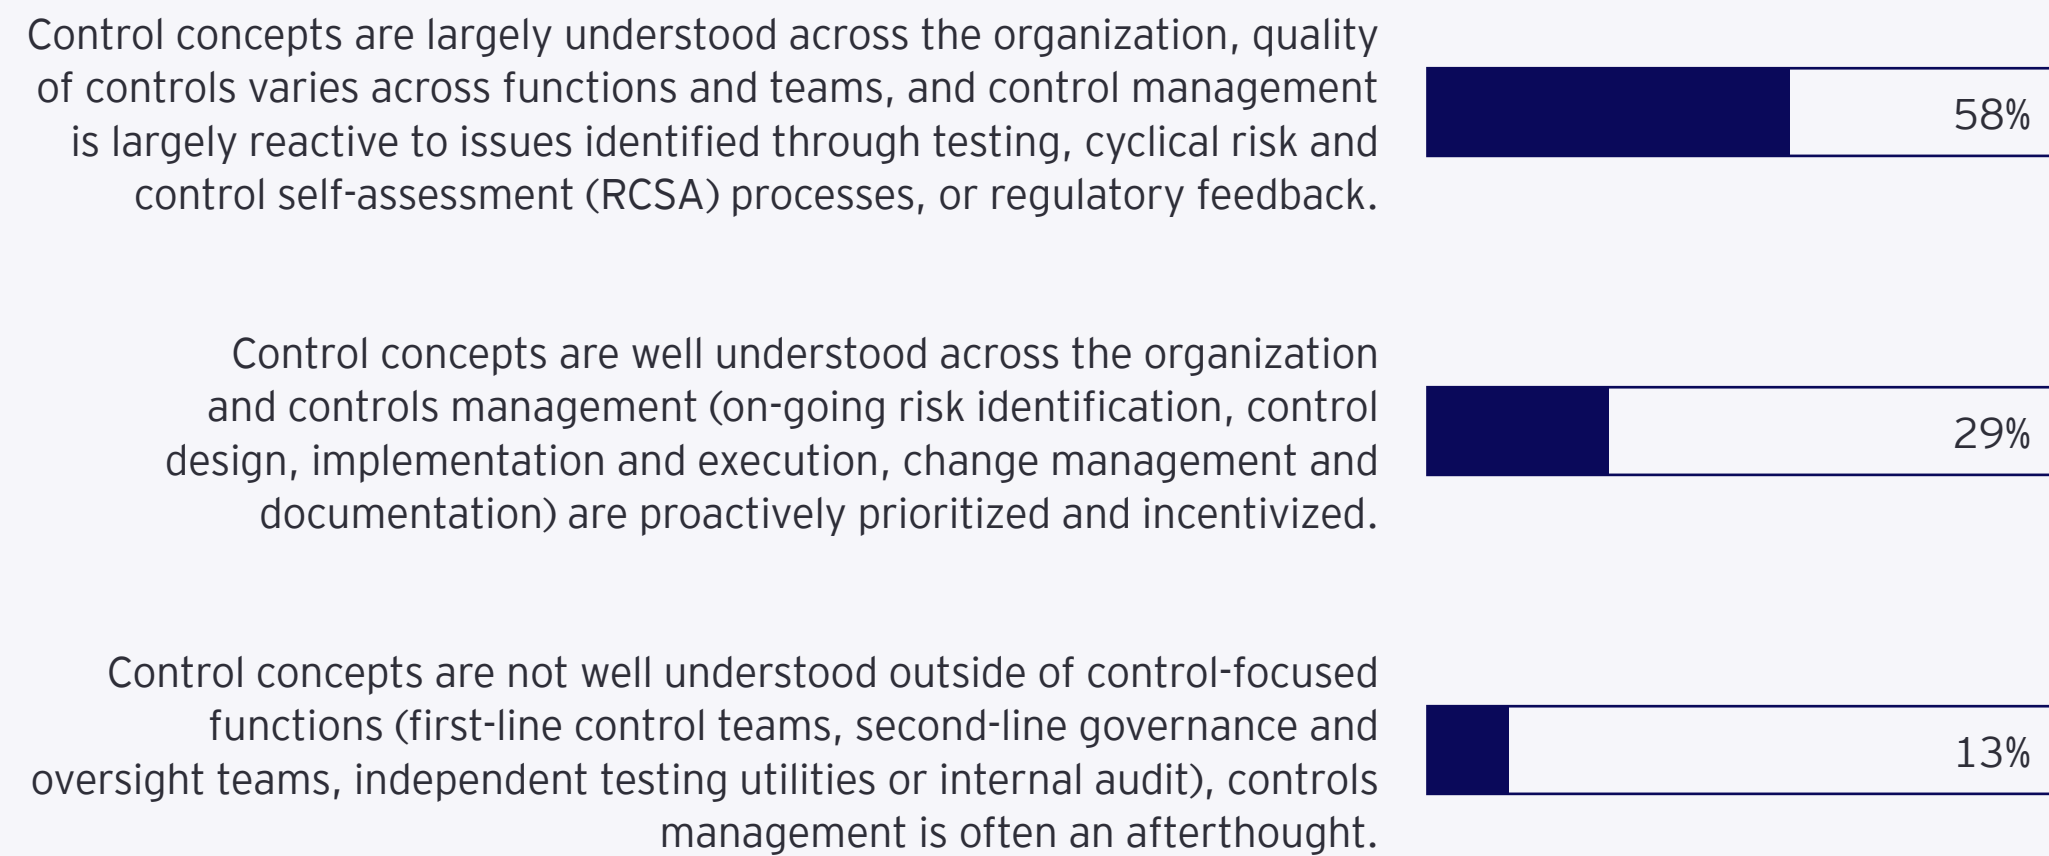 Control concepts are largely understood across the organization, quality
of controls varies across functions and teams, and control management
is largely reactive to issues identified through testing, cyclical risk and
control self-assessment (RCSA) processes, or regulatory feedback.
58%
Control concepts are well understood across the organization
and controls management (on-going risk identification, control
design, implementation and execution, change management and
documentation) are proactively prioritized and incentivized.
29%
Control concepts are not well understood outside of control-focused
functions (first-line control teams, second-line governance and
oversight teams, independent testing utilities or internal audit), controls
management is often an afterthought.
13%